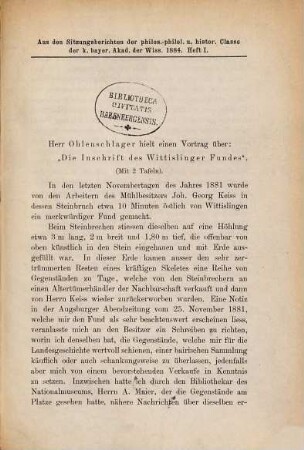 Aus den Sitzungsberichten der philos.-philol. u. histor. Classe
der k. bayer. Akad. der Wiss. 1884. Heft I.
BIBLIOTHECA
CIVITATIS
Herr Ohlenschlager hielt einen Vortrag über:
„Die Inschrift des Wittislinger Fundes“.
(Mit 2 Tafeln).
In den letzten Novembertagen des Jahres 1881 wurde
von den Arbeitern des Mühlbesitzers Joh. Georg Keiss in
dessen Steinbruch etwa 10 Minuten östlich von Wittislingen
ein merkwürdiger Fund gemacht.
Beim Steinbrechen stiessen dieselben auf eine Höhlung
etwa 3 m lang, 2 m breit und 1,80 m tief, die offenbar von
oben künstlich in den Stein eingehauen und mit Erde aus-
gefüllt war. In dieser Erde kamen ausser den sehr zer-
trümmerten Resten eines kräftigen Skeletes eine Reihe von
Gegenständen zu Tage, welche von den Steinbrechern an
einen Altertümerhändler der Nachbarschaft verkauft und dann
von Herrn Keiss wieder zurückerworben wurden. Eine Notiz
in der Augsburger Abendzeitung vom 25. November 1881,
welche mir den Fund als sehr beachtenswert erscheinen liess,
veranlasste mich an den Besitzer ein Schreiben zu richten,
worin ich denselben bat, die Gegenstände, welche mir für die
Landesgeschichte wertvoll schienen, einer bairischen Sammlung
käuflich oder auch schankungsweise zu überlassen, jedenfalls
aber mich von einem bevorstehenden Verkaufe in Kenntnis
zu setzen. Inzwischen hatte sich durch den Bibliothekar des
Nationalmuseums, Herrn A. Maier, der die Gegenstände am
Platze gesehen hatte, nähere Nachrichten über dieselben er-